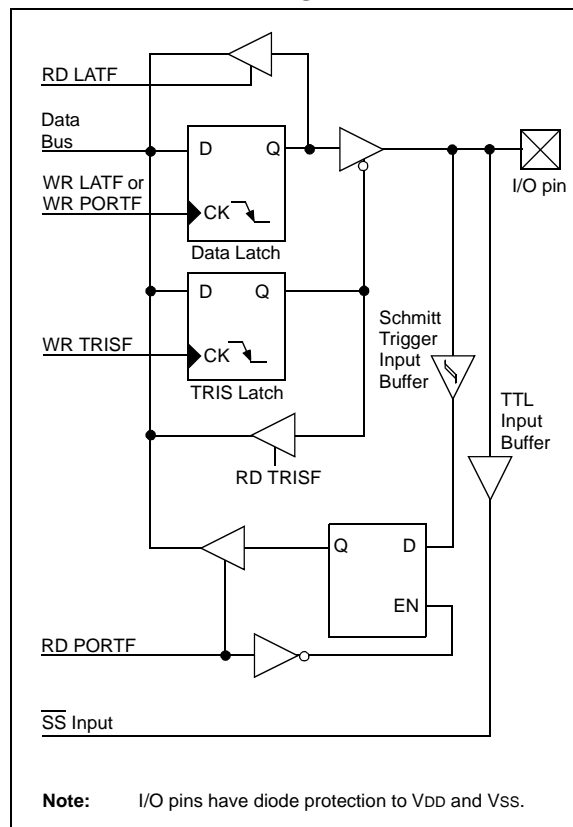 RD LATF
Data
Bus
D Q
WR LATF or
WR PORTF
CK
Data Latch
I/O pin
D Q
WR TRISF
CK
TRIS Latch
Schmitt
Trigger
Input
Buffer
TTL
Input
Buffer
RD TRISF
Q D
EN
RD PORTF
S̅S̅ Input
Note: I/O pins have diode protection to VDD and VSS.